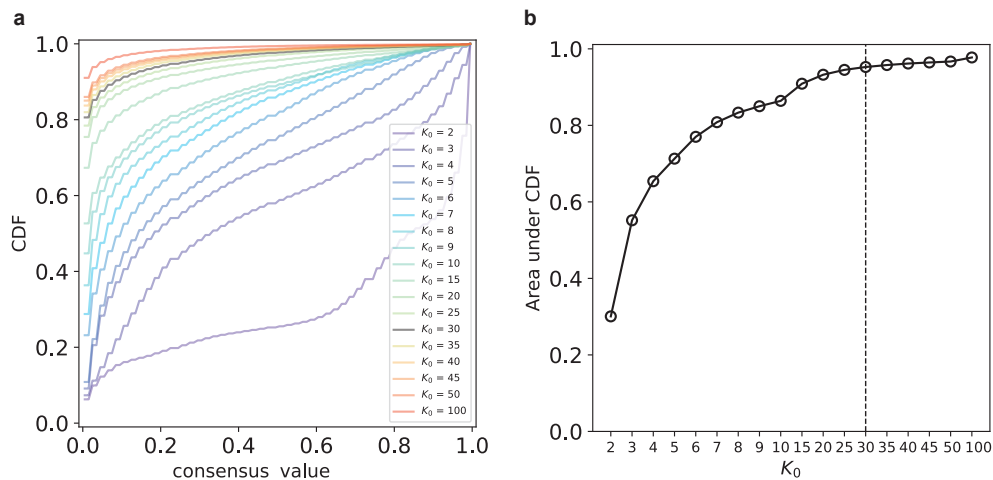 a
CDF
1.0
0.8
0.6
0.4
0.2
0.0
K0 = 2
K0 = 3
K0 = 4
K0 = 5
K0 = 6
K0 = 7
K0 = 8
K0 = 9
K0 = 10
K0 = 15
K0 = 20
K0 = 25
K0 = 30
K0 = 35
K0 = 40
K0 = 45
K0 = 50
K0 = 100
0.0 0.2 0.4 0.6 0.8 1.0
consensus value
b
Area under CDF
1.0
0.8
0.6
0.4
0.2
0.0
2 3 4 5 6 7 8 9 10 15 20 25 30 35 40 45 50 100
K0